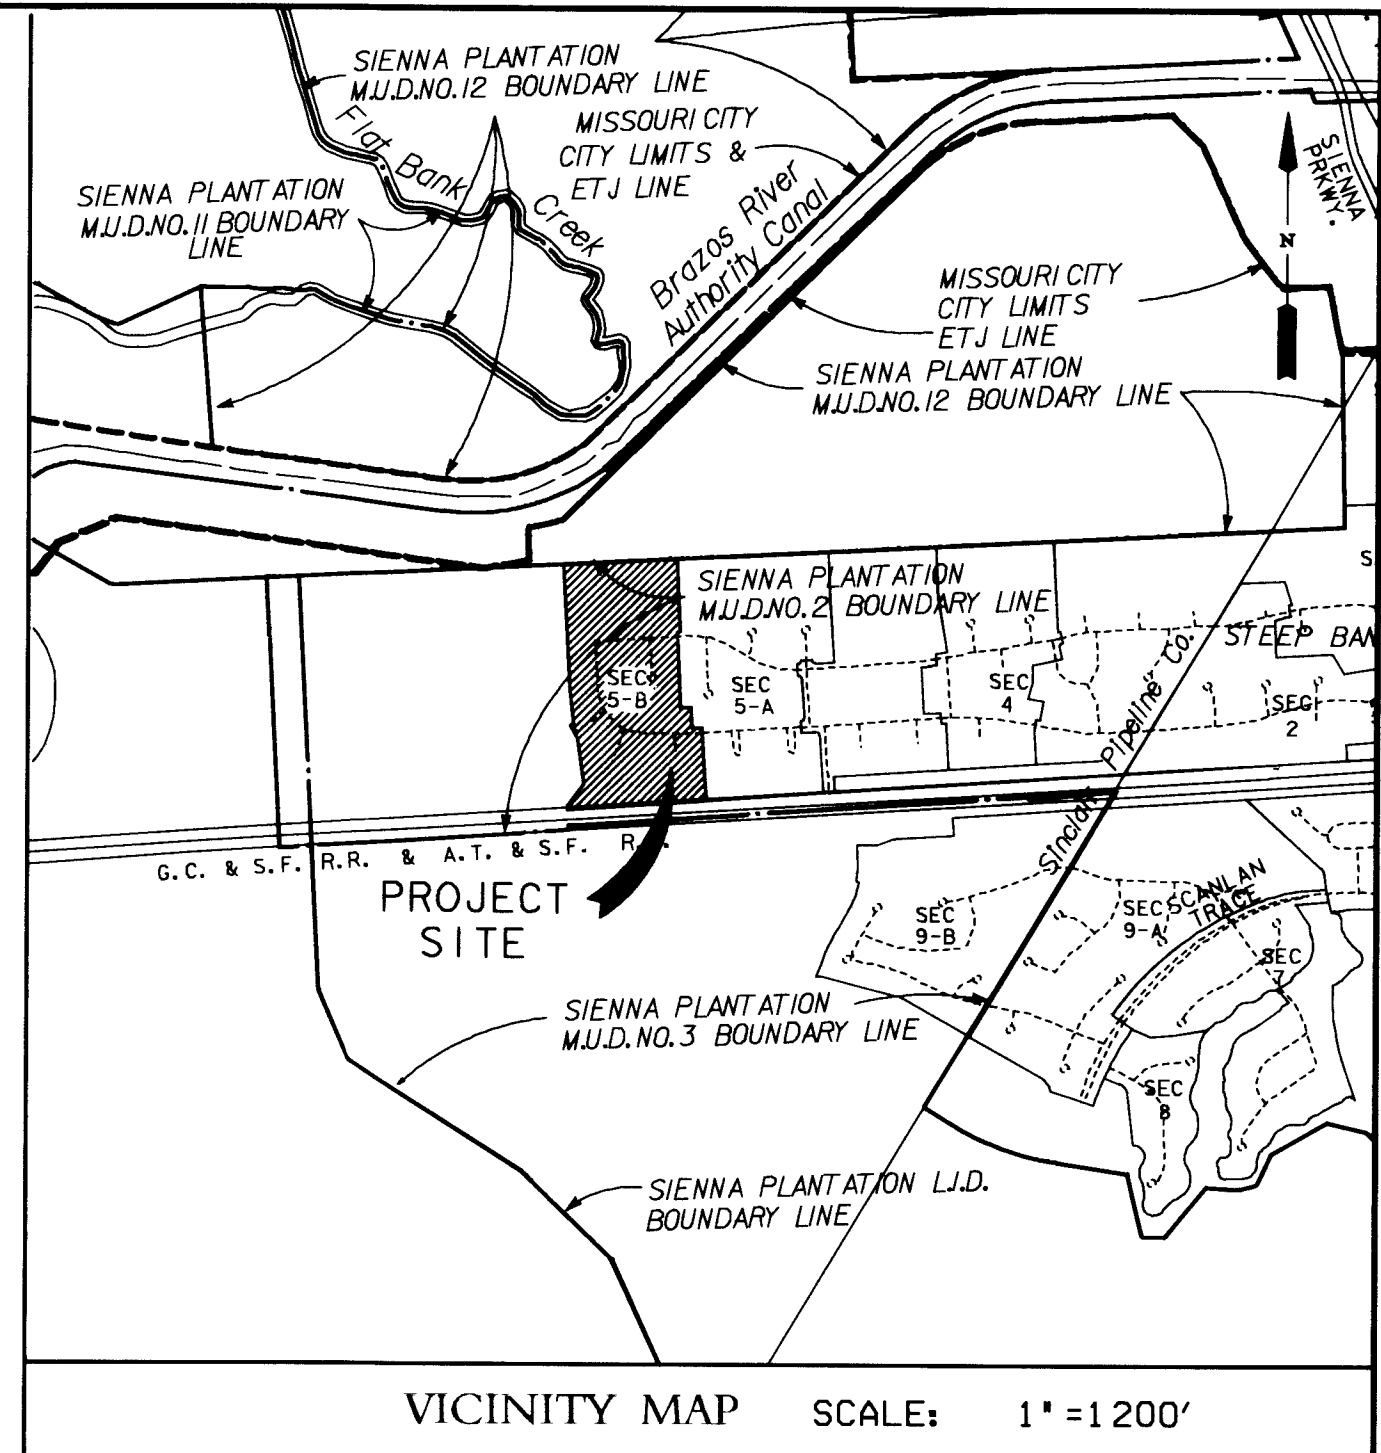 SIENNA PLANTATION
M.U.D. NO. 12 BOUNDARY LINE
MISSOURI CITY
CITY LIMITS &
ETJ LINE
Flat Bank Creek
SIENNA PLANTATION
M.U.D. NO. 11 BOUNDARY
LINE
Brazos River
Authority Canal
SIENNA
PRKWY.
N
MISSOURI CITY
CITY LIMITS
ETJ LINE
SIENNA PLANTATION
M.U.D. NO. 12 BOUNDARY LINE
SIENNA PLANTATION
M.U.D. NO. 2 BOUNDARY LINE
S
STEEP BAN
SEC
5-B
SEC
5-A
SEC
4
SEC
2
Sinclair Pipeline Co.
G.C. & S.F. R.R. & A.T. & S.F. R.
PROJECT
SITE
SEC
9-B
SEC
9-A
SCANLAN
TRACE
SEC
7
SEC
8
SIENNA PLANTATION
M.U.D. NO. 3 BOUNDARY LINE
SIENNA PLANTATION L.I.D.
BOUNDARY LINE
VICINITY MAP SCALE: 1" = 1200'